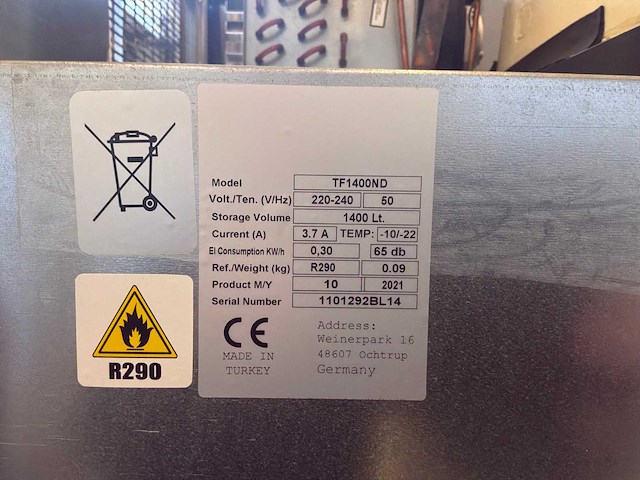 Model TF1400ND
Volt./Ten. (V/Hz) 220-240 50
Storage Volume 1400 Lt.
Current (A) 3.7 A TEMP: -10/-22
El Consumption KW/h 0,30 65 db
Ref./Weight (kg) R290 0.09
Product M/Y 10 2021
Serial Number 1101292BL14
CE
MADE IN
TURKEY
Address:
Weinerpark 16
48607 Ochtrup
Germany
R290